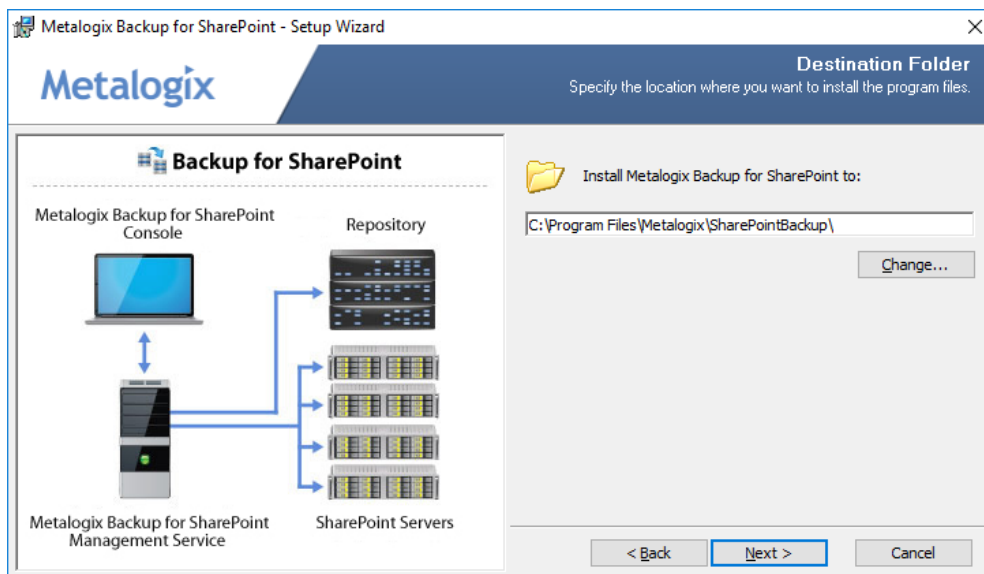 Metalogix Backup for SharePoint - Setup Wizard
Metalogix
Destination Folder
Specify the location where you want to install the program files.
Backup for SharePoint
Metalogix Backup for SharePoint
Console
Repository
Metalogix Backup for SharePoint
Management Service
SharePoint Servers
Install Metalogix Backup for SharePoint to:
C:\Program Files\Metalogix\SharePointBackup\
Change...
< Back
Next >
Cancel